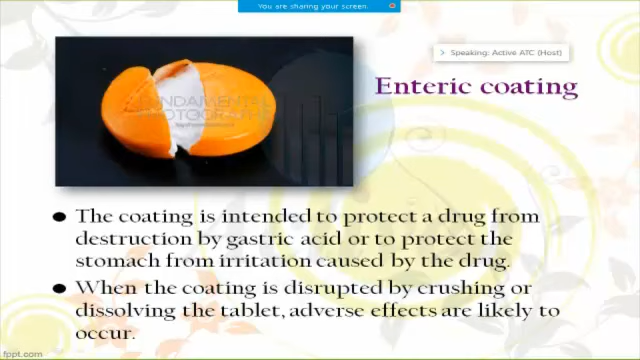 You are sharing your screen.
Speaking: Active ATC (Host)
FUNDAMENTAL
PHOTOGRAPHS
Enteric coating
The coating is intended to protect a drug from
destruction by gastric acid or to protect the
stomach from irritation caused by the drug.
When the coating is disrupted by crushing or
dissolving the tablet, adverse effects are likely to
occur.
fppt.com